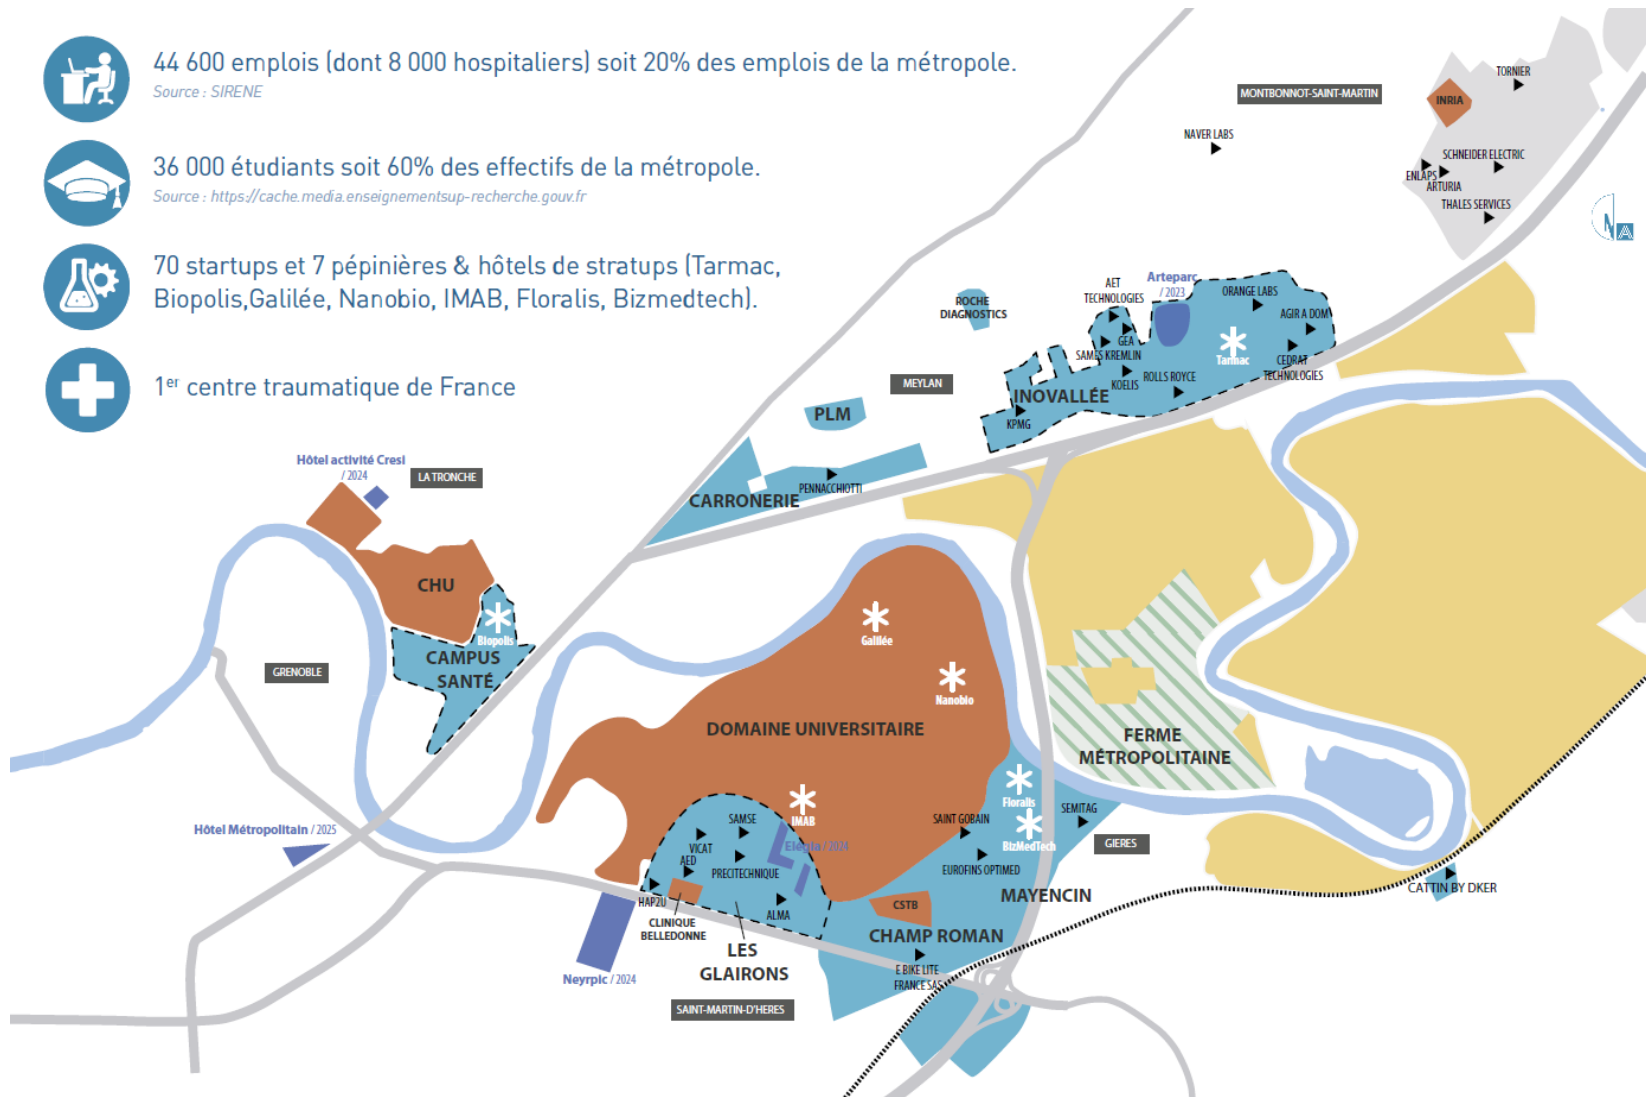 44 600 emplois (dont 8 000 hospitaliers) soit 20% des emplois de la métropole.
Source : SIRENE
36 000 étudiants soit 60% des effectifs de la métropole.
Source : https://cache.media.enseignementsup-recherche.gouv.fr
70 startups et 7 pépinières & hôtels de stratups (Tarmac,
Biopolis,Galilée, Nanobio, IMAB, Floralis, Bizmedtech).
1er centre traumatique de France
TORNIER
MONTBONNOT-SAINT-MARTIN
INRIA
NAVER LABS
SCHNEIDER ELECTRIC
ENLAPS
ARTURIA
THALES SERVICES
Arteparc
/ 2023
AET
TECHNOLOGIES
ORANGE LABS
ROCHE
DIAGNOSTICS
AGIR A DOM
GEA
SAMES KREMLIN
Tarmac
CEDRAT
TECHNOLOGIES
KOELIS
ROLLS ROYCE
MEYLAN
INOVALLÉE
KPMG
PLM
Hôtel activité Cresi
/ 2024
LA TRONCHE
PENNACCHIOTTI
CARRONERIE
CHU
Biopolis
CAMPUS
SANTÉ
GRENOBLE
Galilée
Nanobio
DOMAINE UNIVERSITAIRE
FERME
MÉTROPOLITAINE
Floralis
IMAB
SEMITAG
SAINT GOBAIN
SAMSE
Hôtel Métropolitain / 2025
VICAT
Elégia / 2024
BizMedTech
GIERES
AED
PRECITECHNIQUE
EUROFINS OPTIMED
CATTIN BY DKER
MAYENCIN
HAP2U
CSTB
ALMA
CLINIQUE
BELLEDONNE
CHAMP ROMAN
LES
GLAIRONS
E BIKE LITE
FRANCE SAS
Neyrpic / 2024
SAINT-MARTIN-D'HERES
N